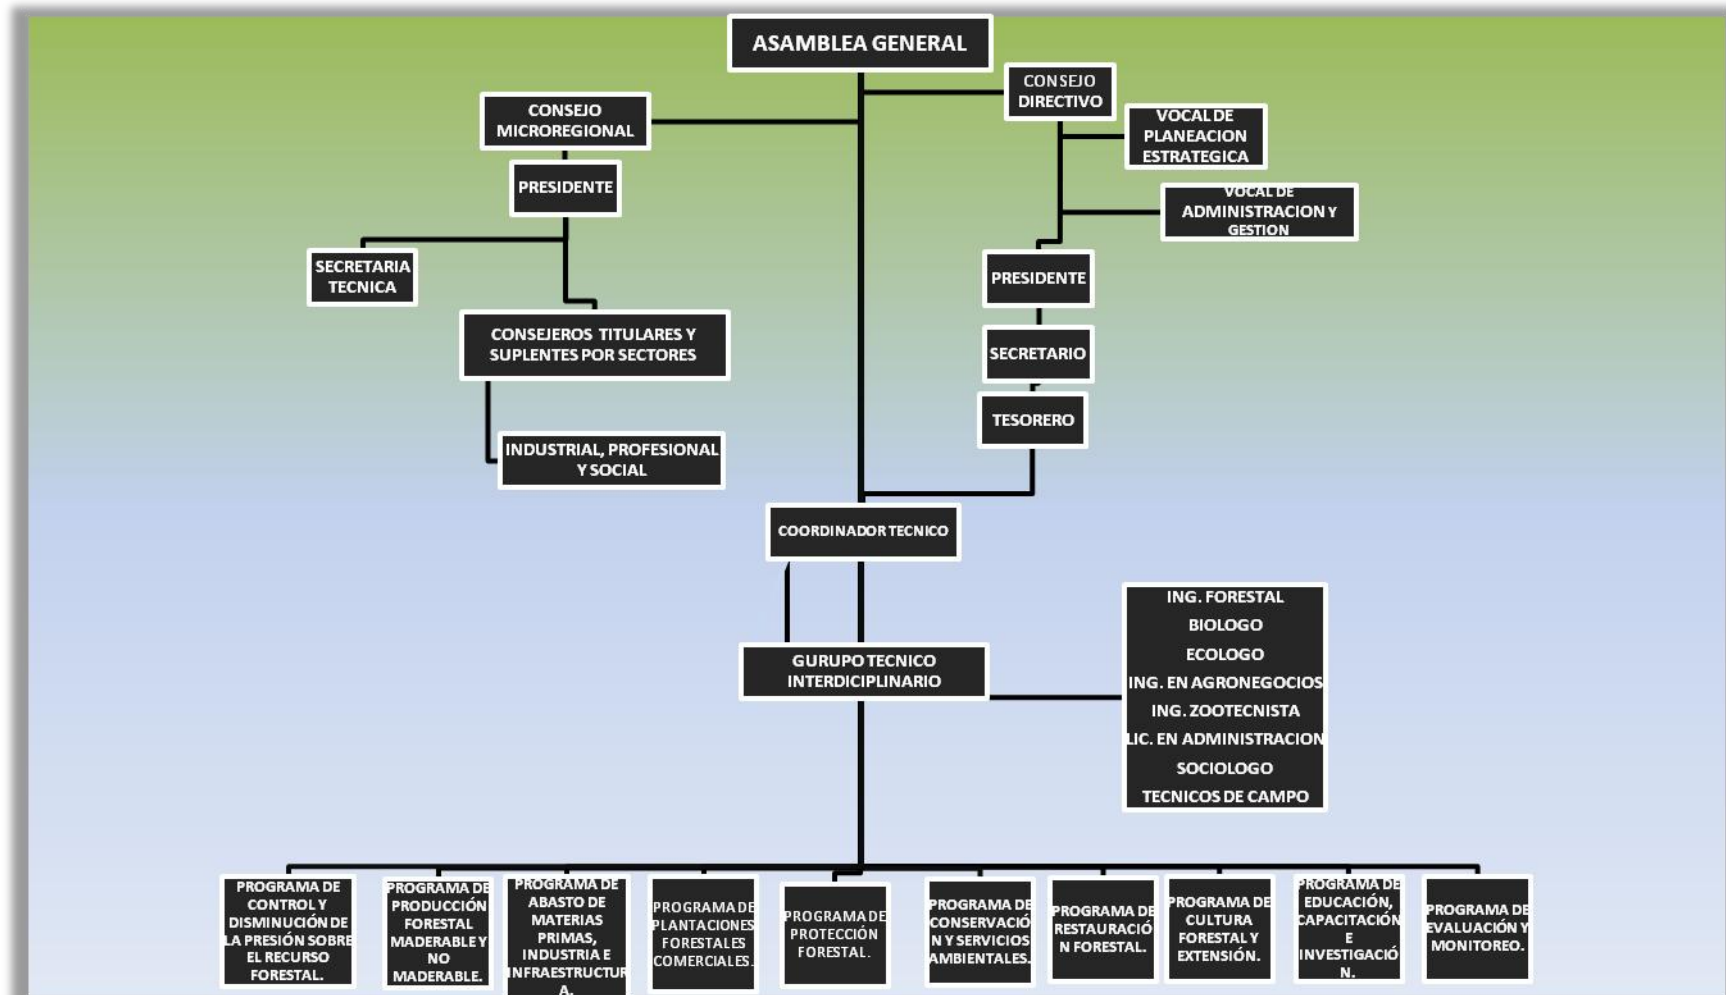 ASAMBLEA GENERAL
CONSEJO
DIRECTIVO
CONSEJO
MICROREGIONAL
VOCAL DE
PLANEACION
ESTRATEGICA
PRESIDENTE
VOCAL DE
ADMINISTRACION Y
GESTION
SECRETARIA
TECNICA
PRESIDENTE
CONSEJEROS TITULARES Y
SUPLENTES POR SECTORES
SECRETARIO
TESORERO
INDUSTRIAL, PROFESIONAL
Y SOCIAL
COORDINADOR TECNICO
GURUPO TECNICO
INTERDICIPLINARIO
ING. FORESTAL
BIOLOGO
ECOLOGO
ING. EN AGRONEGOCIOS
ING. ZOOTECNISTA
LIC. EN ADMINISTRACION
SOCIOLOGO
TECNICOS DE CAMPO
PROGRAMA DE
CONTROL Y
DISMINUCIÓN DE
LA PRESIÓN SOBRE
EL RECURSO
FORESTAL.
PROGRAMA DE
PRODUCCIÓN
FORESTAL
MADERABLE Y
NO
MADERABLE.
PROGRAMA DE
ABASTO DE
MATERIAS
PRIMAS,
INDUSTRIA E
INFRAESTRUCTUR
A.
PROGRAMA DE
PLANTACIONES
FORESTALES
COMERCIALES.
PROGRAMA DE
PROTECCIÓN
FORESTAL.
PROGRAMA DE
CONSERVACIÓ
N Y SERVICIOS
AMBIENTALES.
PROGRAMA DE
RESTAURACIÓ
N FORESTAL.
PROGRAMA DE
CULTURA
FORESTAL Y
EXTENSIÓN.
PROGRAMA DE
EDUCACIÓN,
CAPACITACIÓN
E
INVESTIGACIÓ
N.
PROGRAMA DE
EVALUACIÓN Y
MONITOREO.